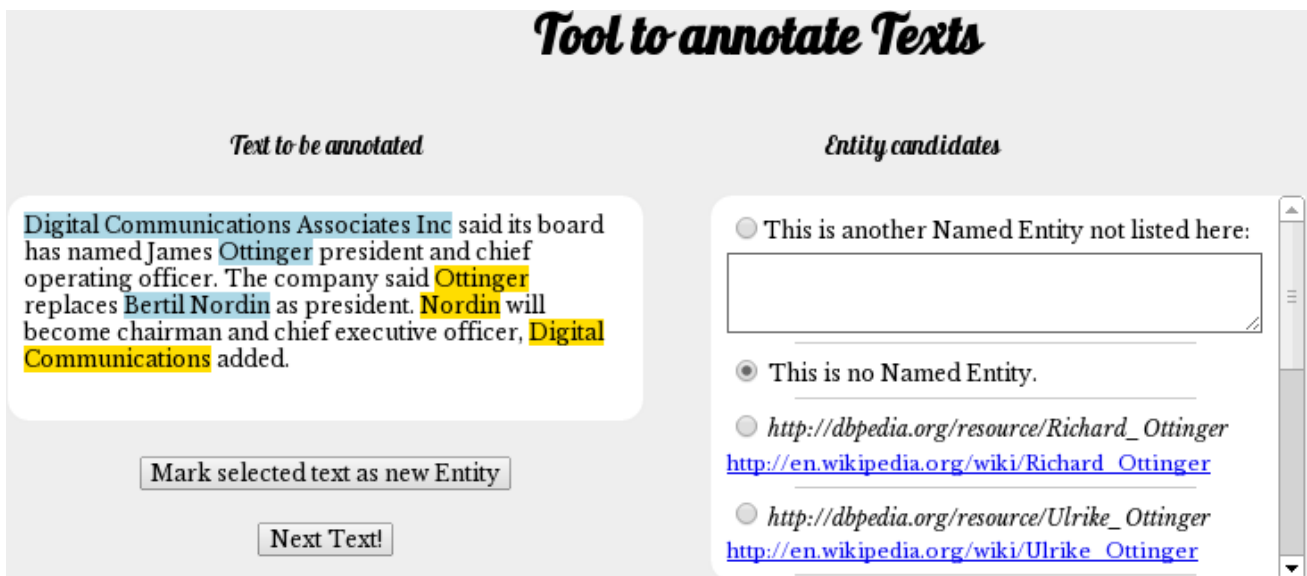 Tool to annotate Texts
Text to be annotated
Digital Communications Associates Inc said its board
has named James Ottinger president and chief
operating officer. The company said Ottinger
replaces Bertil Nordin as president. Nordin will
become chairman and chief executive officer, Digital
Communications added.
Mark selected text as new Entity
Next Text!
Entity candidates
This is another Named Entity not listed here:
This is no Named Entity.
http://dbpedia.org/resource/Richard_Ottinger
http://en.wikipedia.org/wiki/Richard_Ottinger
http://dbpedia.org/resource/Ulrike_Ottinger
http://en.wikipedia.org/wiki/Ulrike_Ottinger